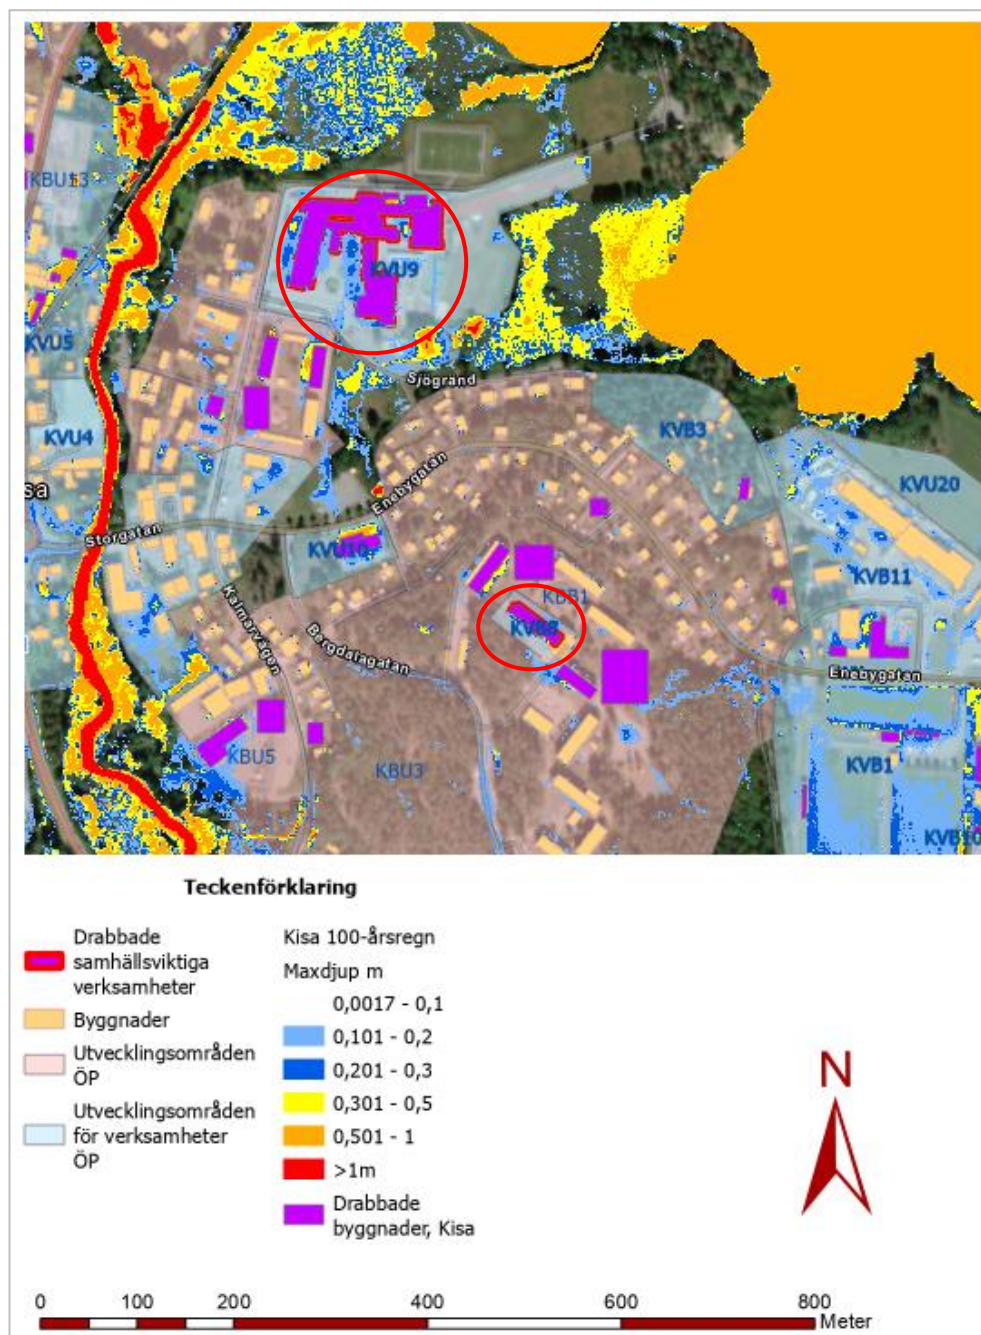 KBU13
KVU9
KVU5
Sjögränd
KVU4
KVB3
sa
Enebygatan
KVU20
Storgatan
KVU10
KVB11
KBB1
Kalmarvägen
Bergdalagatan
Enebygatan
KBU5
KBU3
KVB1
KVB10
Teckenförklaring
Drabbade
samhällsviktiga
verksamheter
Byggnader
Utvecklingsområden
ÖP
Utvecklingsområden
för verksamheter
ÖP
Kisa 100-årsregn
Maxdjup m
0,0017 - 0,1
0,101 - 0,2
0,201 - 0,3
0,301 - 0,5
0,501 - 1
>1m
Drabbade
byggnader, Kisa
N
0 100 200 400 600 800
Meter